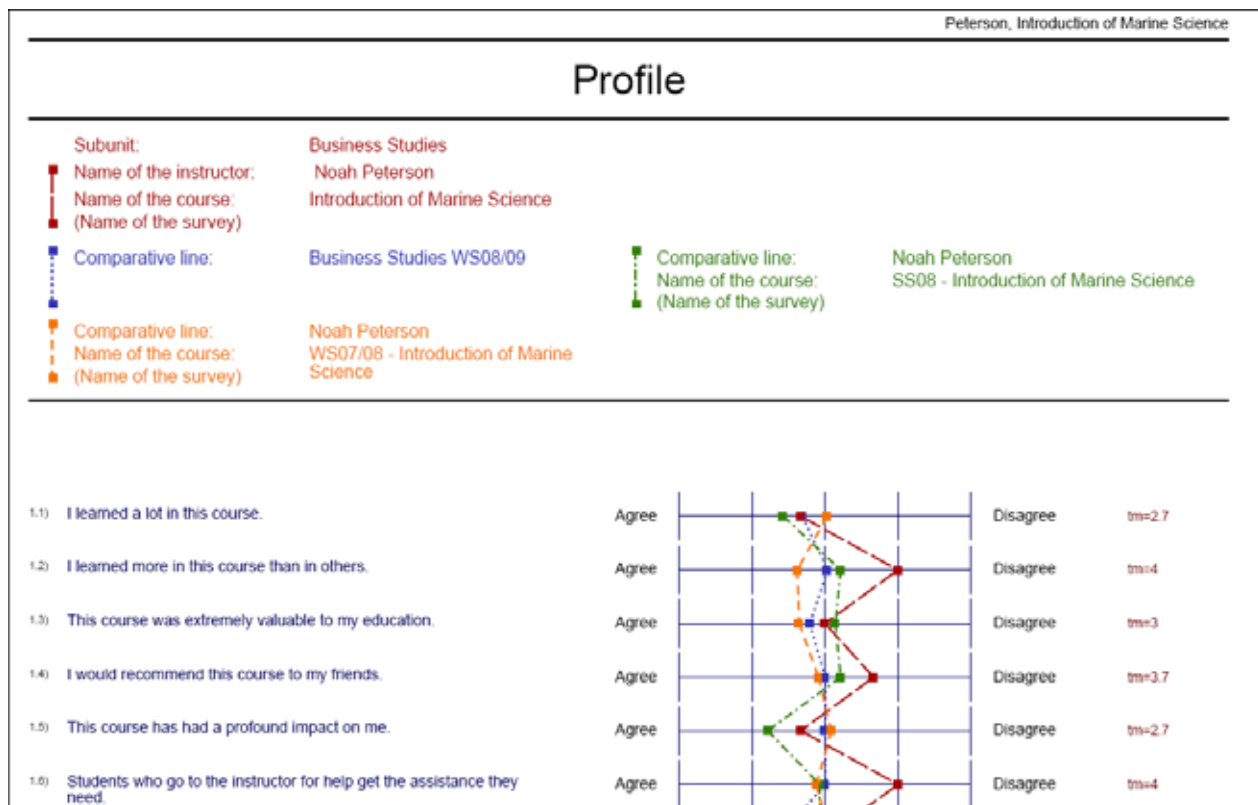 Peterson, Introduction of Marine Science
Profile
Subunit: Business Studies
Name of the instructor: Noah Peterson
Name of the course: Introduction of Marine Science
(Name of the survey)
Comparative line: Business Studies WS08/09
Comparative line: Noah Peterson
Name of the course: SS08 - Introduction of Marine Science
(Name of the survey)
Comparative line: Noah Peterson
Name of the course: WS07/08 - Introduction of Marine
(Name of the survey) Science
1.1) I learned a lot in this course. Agree Disagree tm=2.7
1.2) I learned more in this course than in others. Agree Disagree tm=4
1.3) This course was extremely valuable to my education. Agree Disagree tm=3
1.4) I would recommend this course to my friends. Agree Disagree tm=3.7
1.5) This course has had a profound impact on me. Agree Disagree tm=2.7
1.6) Students who go to the instructor for help get the assistance they Agree Disagree tm=4
need.